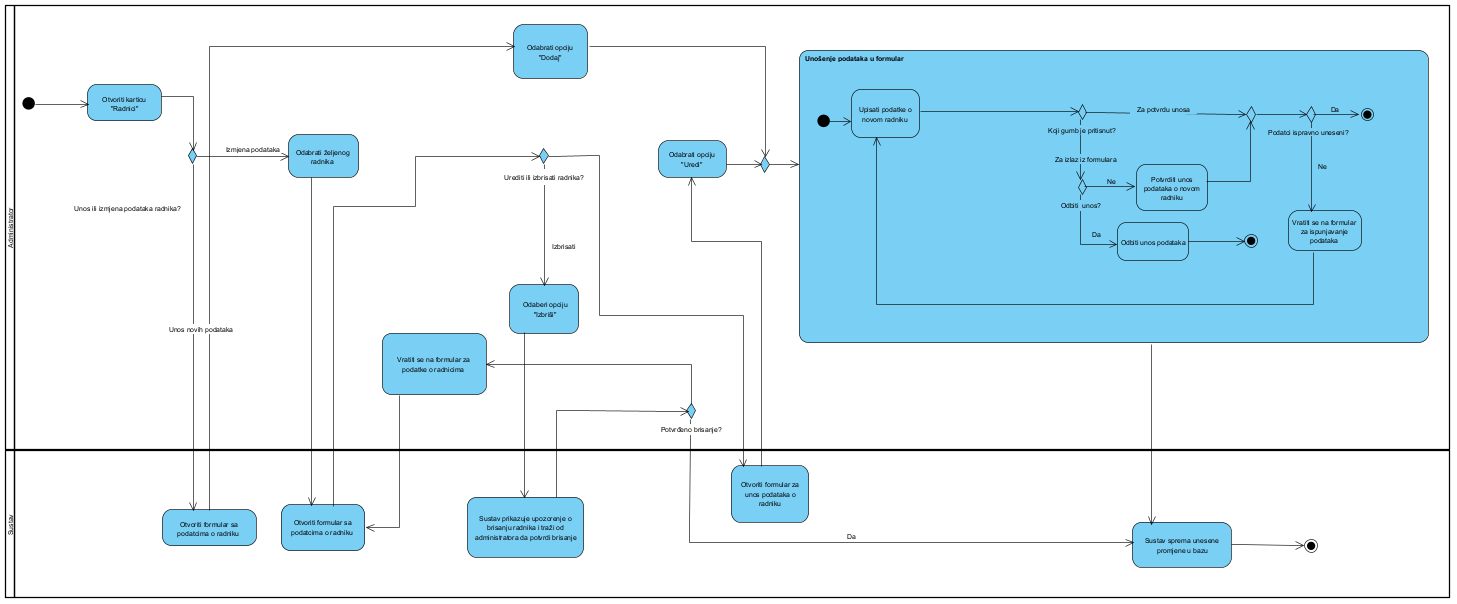 Administrator
Otvoriti karticu
"Radnici"
Unos ili izmjena podataka radnika?
Izmjena podataka
Unos novih podataka
Odabrati željenog
radnika
Odabrati opciju
"Dodaj"
Urediti ili izbrisati radnika?
Izbrisati
Odaberi opciju
"Izbriši"
Vratiti se na formular za
podatke o radnicima
Potvrđeno brisanje?
Odabrati opciju
"Uredi"
Unošenje podataka u formular
Upisati podatke o
novom radniku
Koji gumb je pritisnut?
Za potvrdu unosa
Za izlaz iz formulara
Odbiti unos?
Ne
Potvrditi unos
podataka o novom
radniku
Da
Odbiti unos podataka
Da
Podatci ispravno uneseni?
Ne
Vratiti se na formular
za ispunjavanje
podataka
Sustav
Otvoriti formular sa
podatcima o radniku
Otvoriti formular sa
podatcima o radniku
Sustav prikazuje upozorenje o
brisanju radnika i traži od
administratora da potvrdi brisanje
Otvoriti formular za
unos podataka o
radniku
Da
Sustav sprema unesene
promjene u bazu